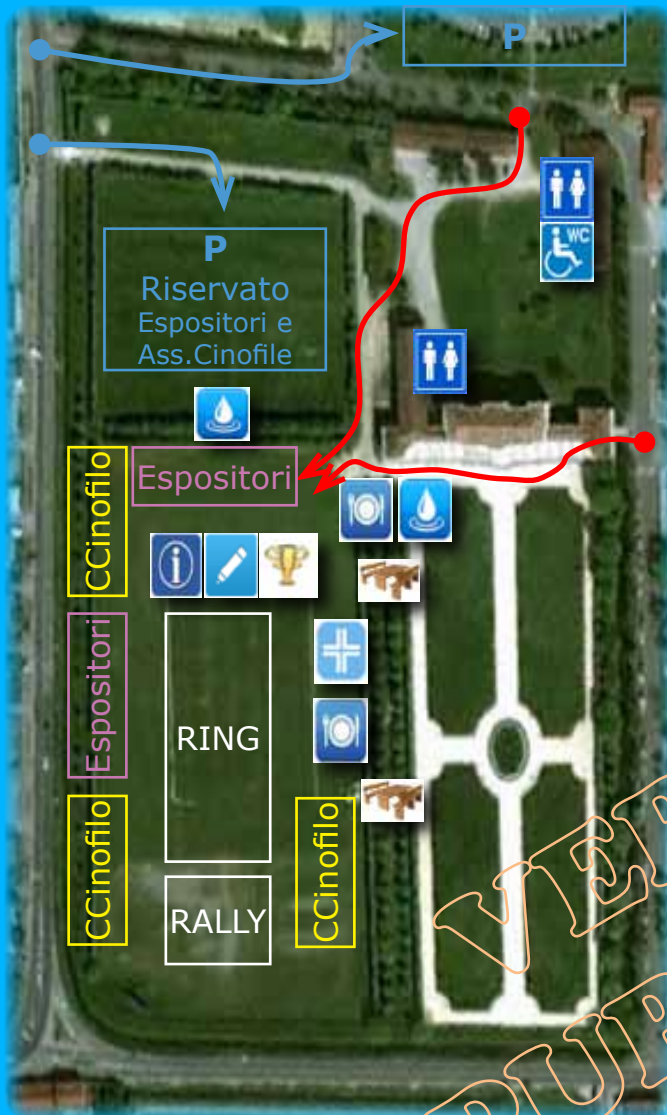 P
WC
P
Riservato
Espositori e
Ass.Cinofile
Espositori
CCinofilo
Espositori
RING
CCinofilo
CCinofilo
RALLY